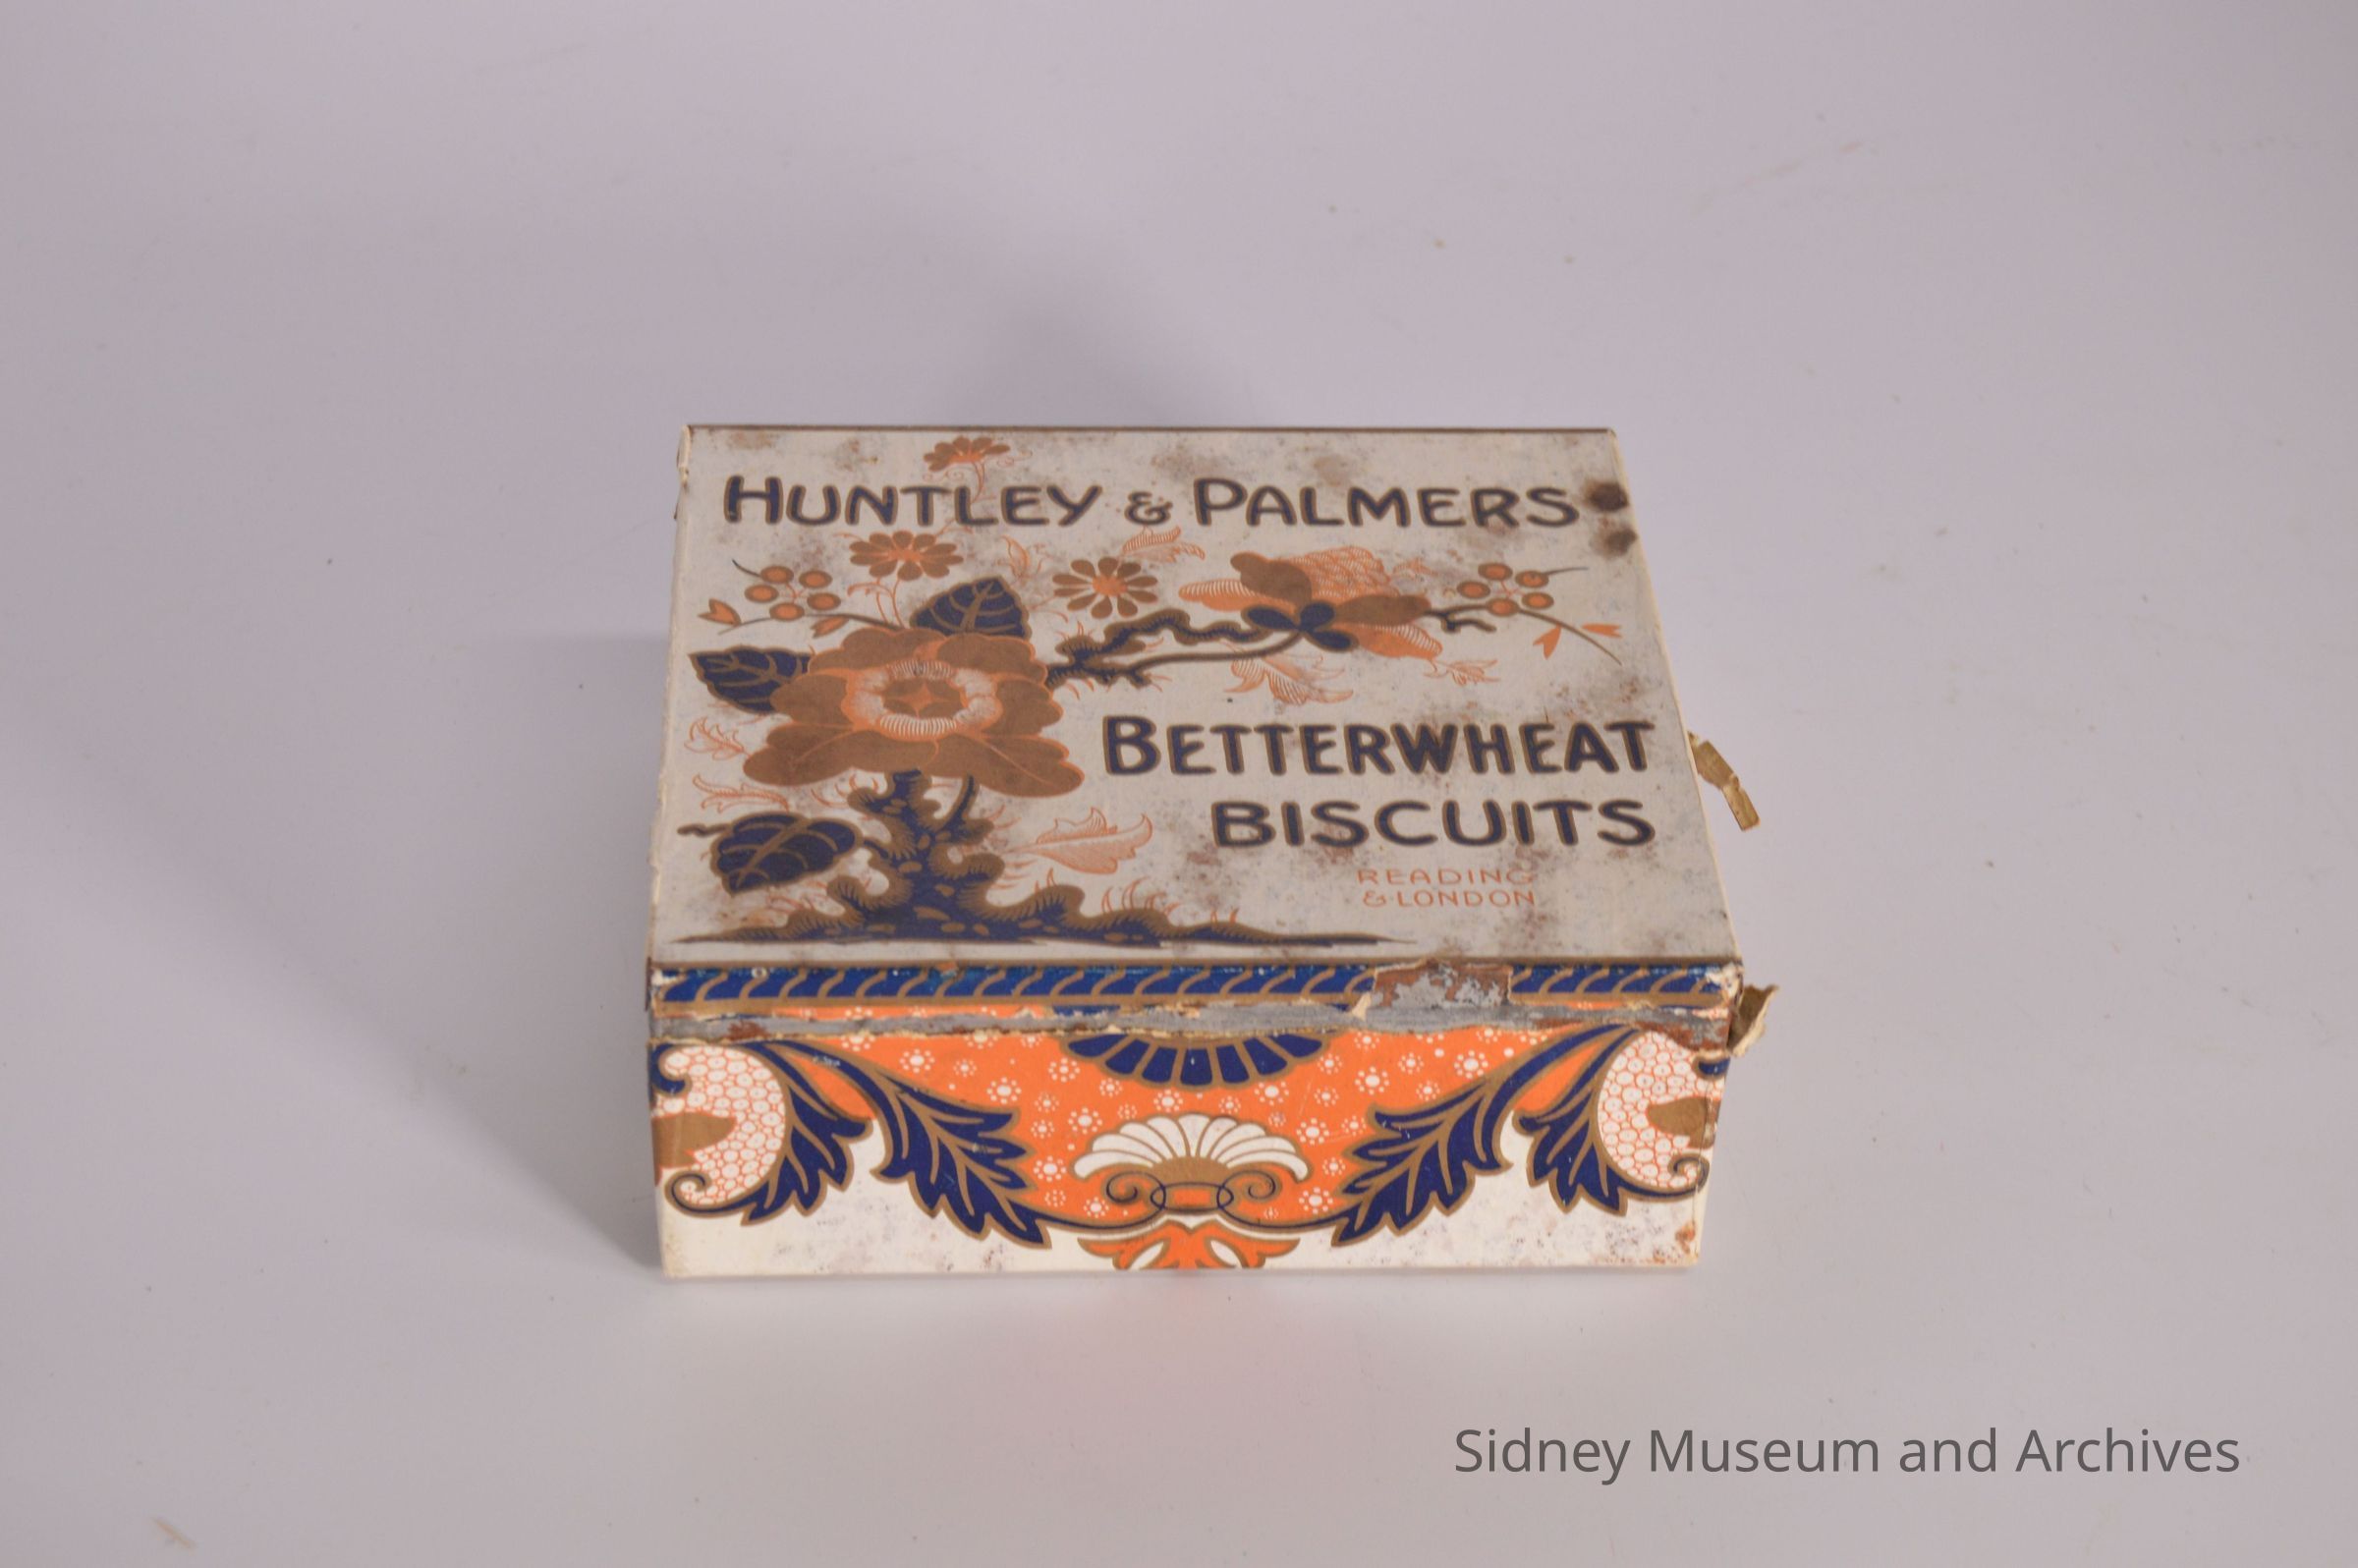 HUNTLEY & PALMERS
BETTERWHEAT
BISCUITS
READING
& LONDON
Sidney Museum and Archives